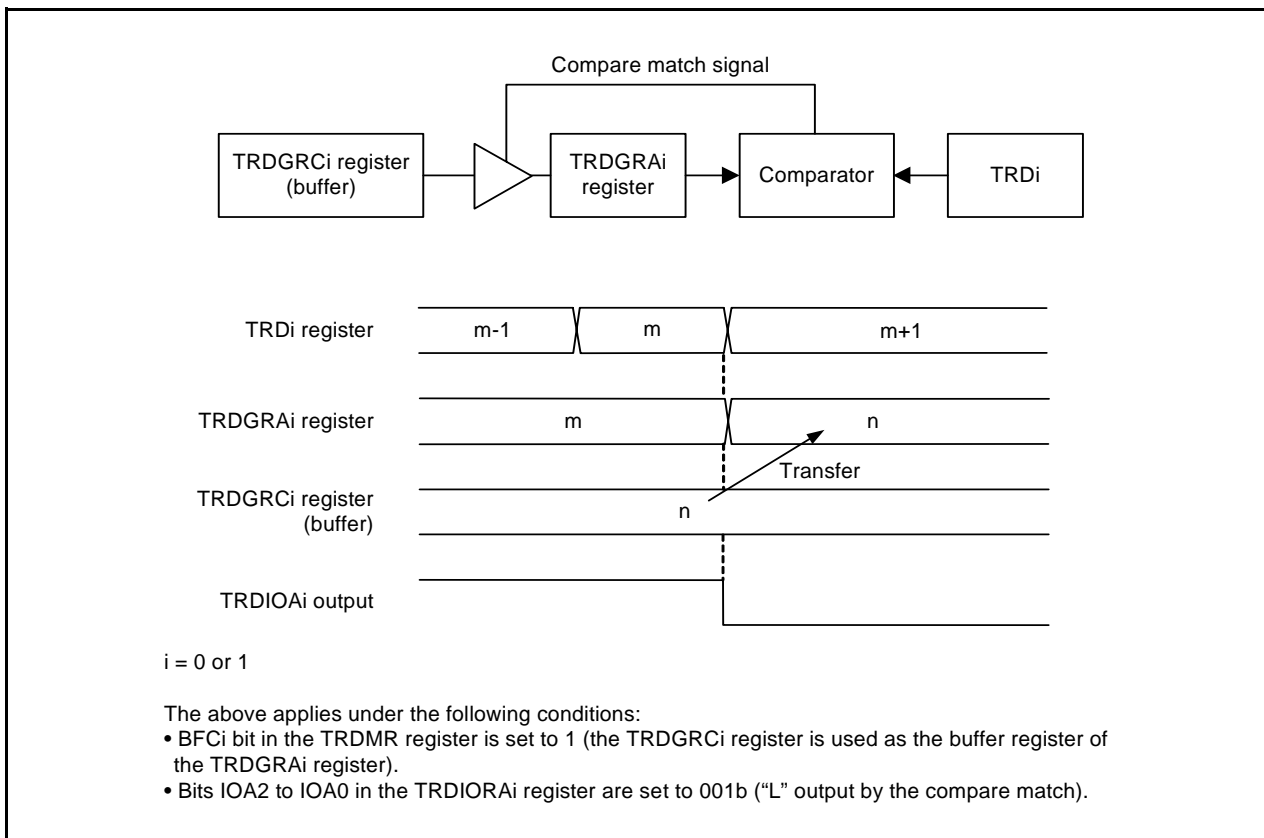 Compare match signal
TRDGRCi register
(buffer)
TRDGRAi
register
Comparator
TRDi
TRDi register
m-1
m
m+1
TRDGRAi register
m
n
Transfer
TRDGRCi register
(buffer)
n
TRDIOAi output
i = 0 or 1
The above applies under the following conditions:
• BFCi bit in the TRDMR register is set to 1 (the TRDGRCi register is used as the buffer register of
the TRDGRAi register).
• Bits IOA2 to IOA0 in the TRDIORAi register are set to 001b (“L” output by the compare match).